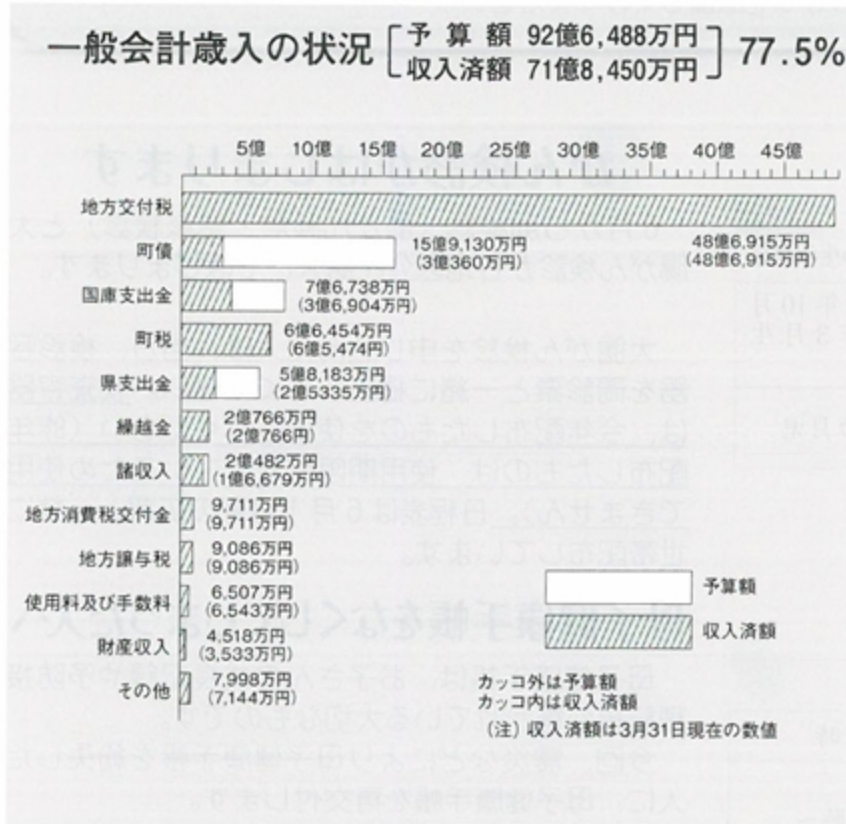 一般会計歳入の状況 予算額 92億6,488万円 77.5%
収入済額 71億8,450万円
5億 10億 15億 20億 25億 30億 35億 40億 45億
地方交付税
48億6,915万円
(48億6,915万円)
町債
15億9,130万円
(3億360万円)
国庫支出金
7億6,738万円
(3億6,904万円)
町税
6億6,454万円
(6億5,474円)
県支出金
5億8,183万円
(2億5335万円)
繰越金
2億766万円
(2億766円)
諸収入
2億482万円
(1億6,679万円)
地方消費税交付金
9,711万円
(9,711万円)
地方譲与税
9,086万円
(9,086万円)
使用料及び手数料
6,507万円
(6,543万円)
財産収入
4,518万円
(3,533万円)
その他
7,998万円
(7,144万円)
予算額
収入済額
カッコ外は予算額
カッコ内は収入済額
(注) 収入済額は3月31日現在の数値